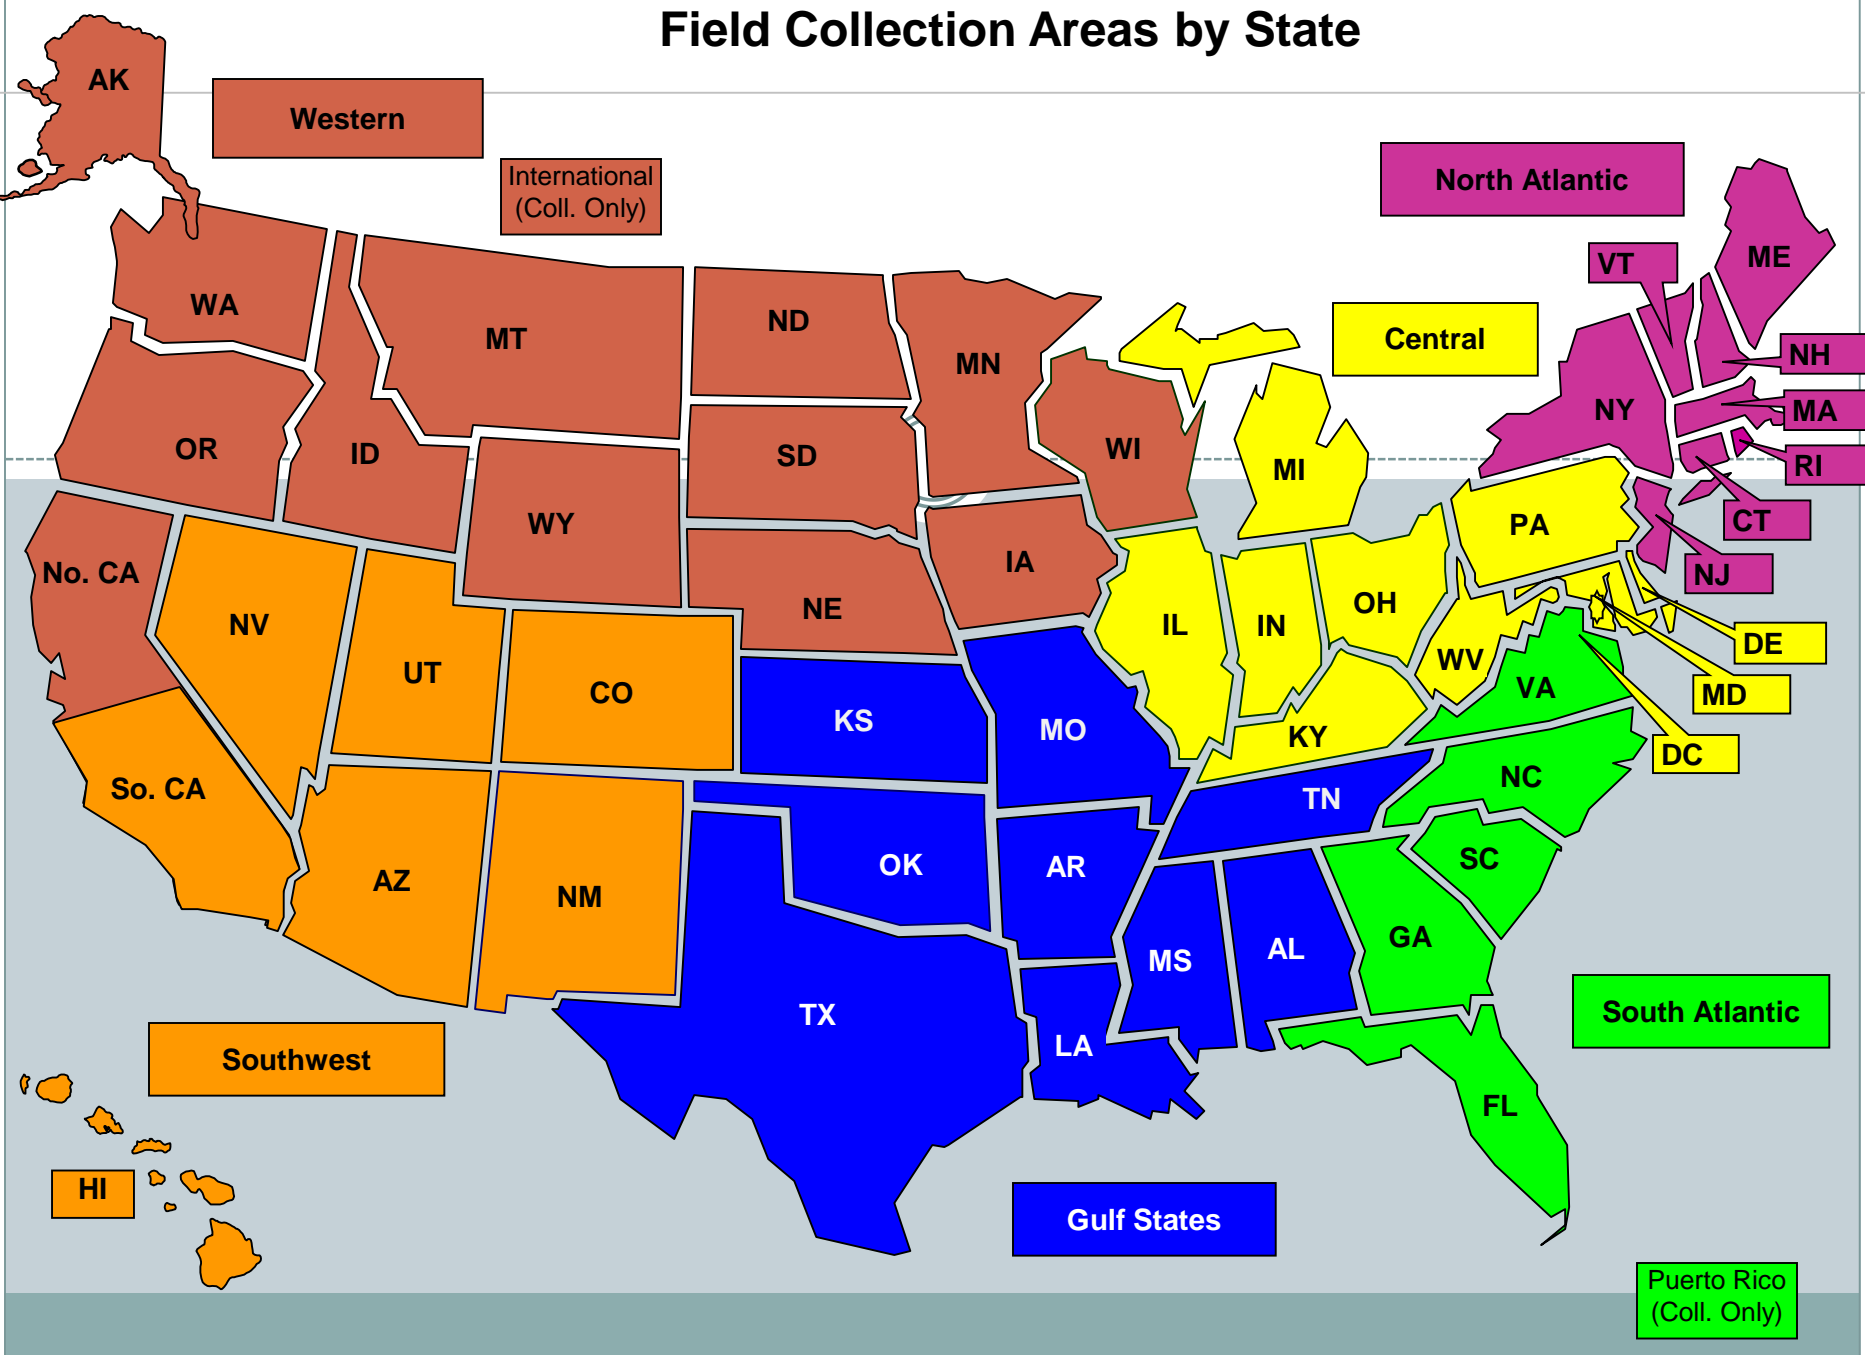 Field Collection Areas by State
AK
Western
International
(Coll. Only)
North Atlantic
ME
VT
WA
MT
ND
MN
Central
NH
NY
MA
OR
ID
SD
WI
MI
RI
WY
PA
CT
No. CA
IA
NJ
NV
NE
IL
IN
OH
DE
UT
CO
WV
VA
MD
KS
MO
KY
DC
So. CA
TN
NC
AZ
NM
OK
AR
SC
TX
MS
AL
GA
South Atlantic
Southwest
LA
FL
HI
Gulf States
Puerto Rico
(Coll. Only)